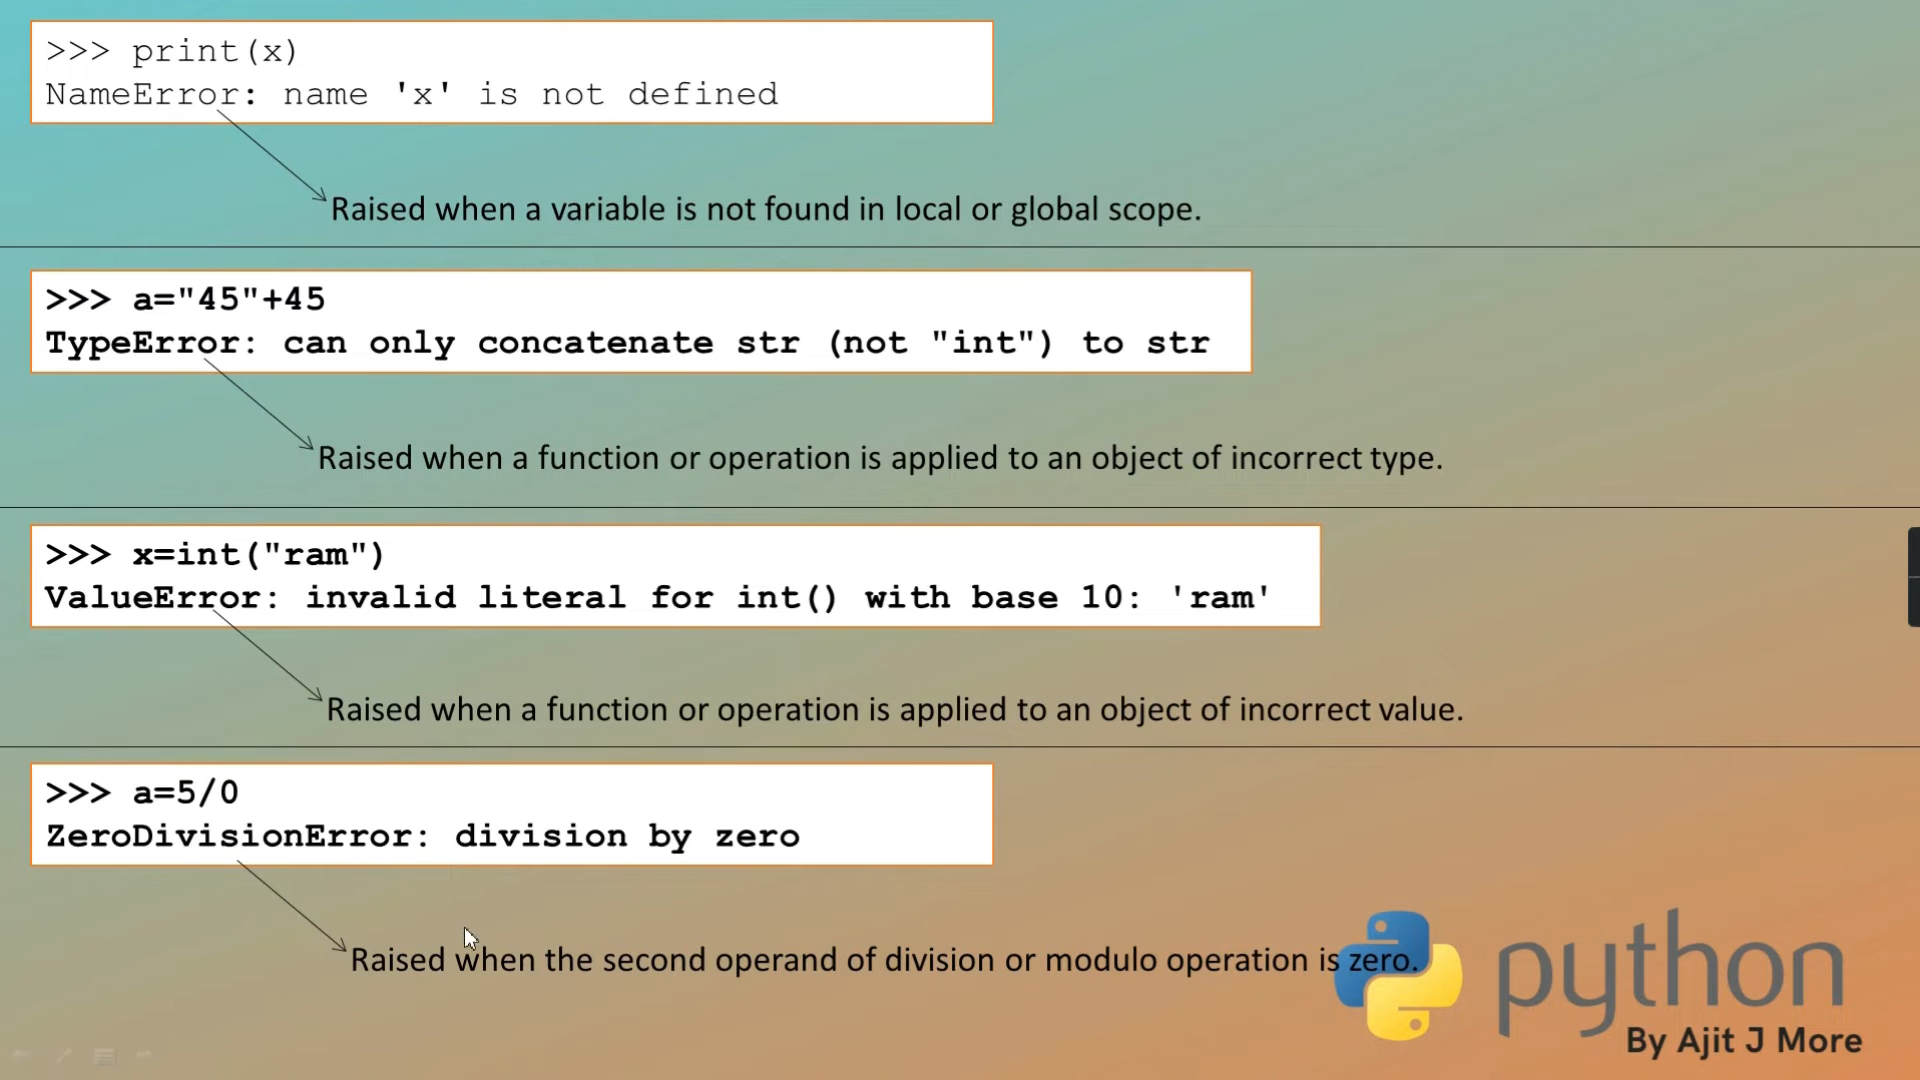 >>> print(x)
NameError: name 'x' is not defined
Raised when a variable is not found in local or global scope.
>>> a="45"+45
TypeError: can only concatenate str (not "int") to str
Raised when a function or operation is applied to an object of incorrect type.
>>> x=int("ram")
ValueError: invalid literal for int() with base 10: 'ram'
Raised when a function or operation is applied to an object of incorrect value.
>>> a=5/0
ZeroDivisionError: division by zero
Raised when the second operand of division or modulo operation is zero.
python
By Ajit J More